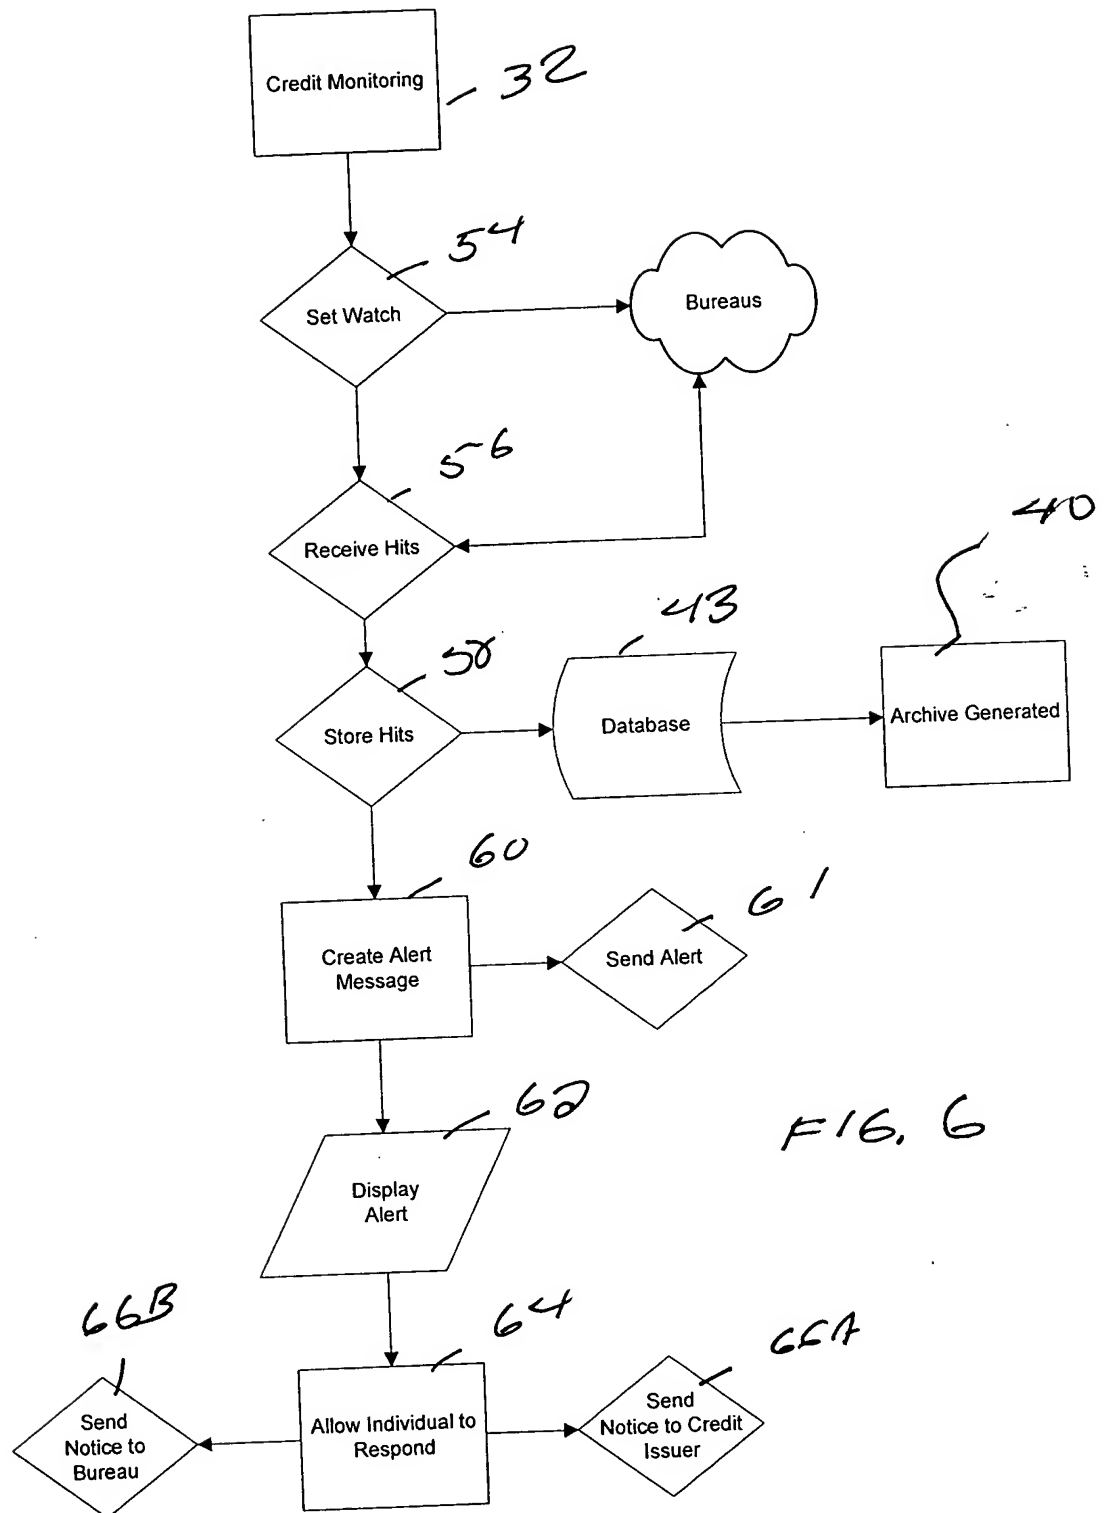 Credit Monitoring
32
54
Set Watch
Bureaus
56
Receive Hits
40
43
58
Store Hits
Database
Archive Generated
60
61
Create Alert
Message
Send Alert
62
FIG. 6
Display
Alert
66B
64
66A
Send
Notice to
Bureau
Allow Individual to
Respond
Send
Notice to Credit
Issuer